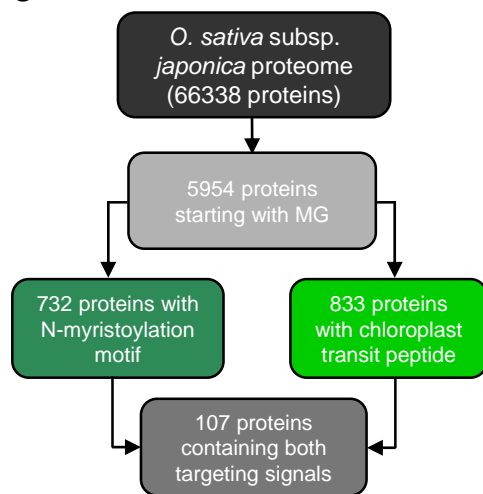 O. sativa subsp.
japonica proteome
(66338 proteins)
5954 proteins
starting with MG
732 proteins with
N-myristoylation
motif
833 proteins
with chloroplast
transit peptide
107 proteins
containing both
targeting signals